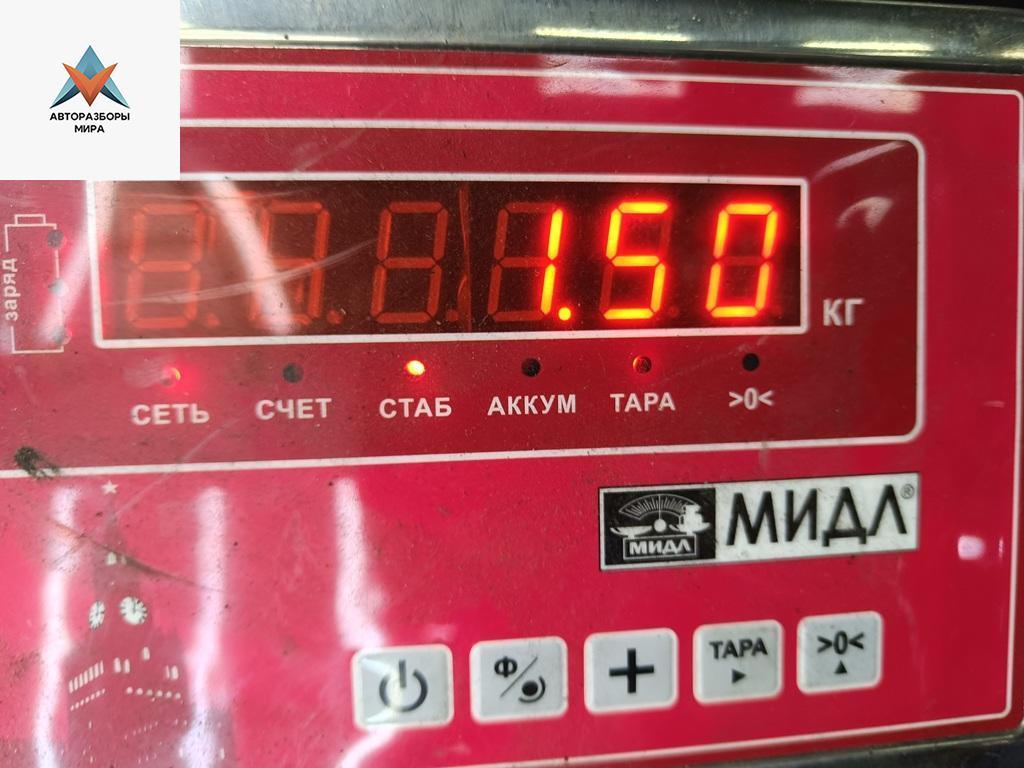 АВТОРАЗБОРЫ
МИРА
заряд
1.50
КГ
СЕТЬ СЧЕТ СТАБ АККУМ ТАРА >0<
МИДЛ МИДЛ®
Ф/ + ТАРА >0<